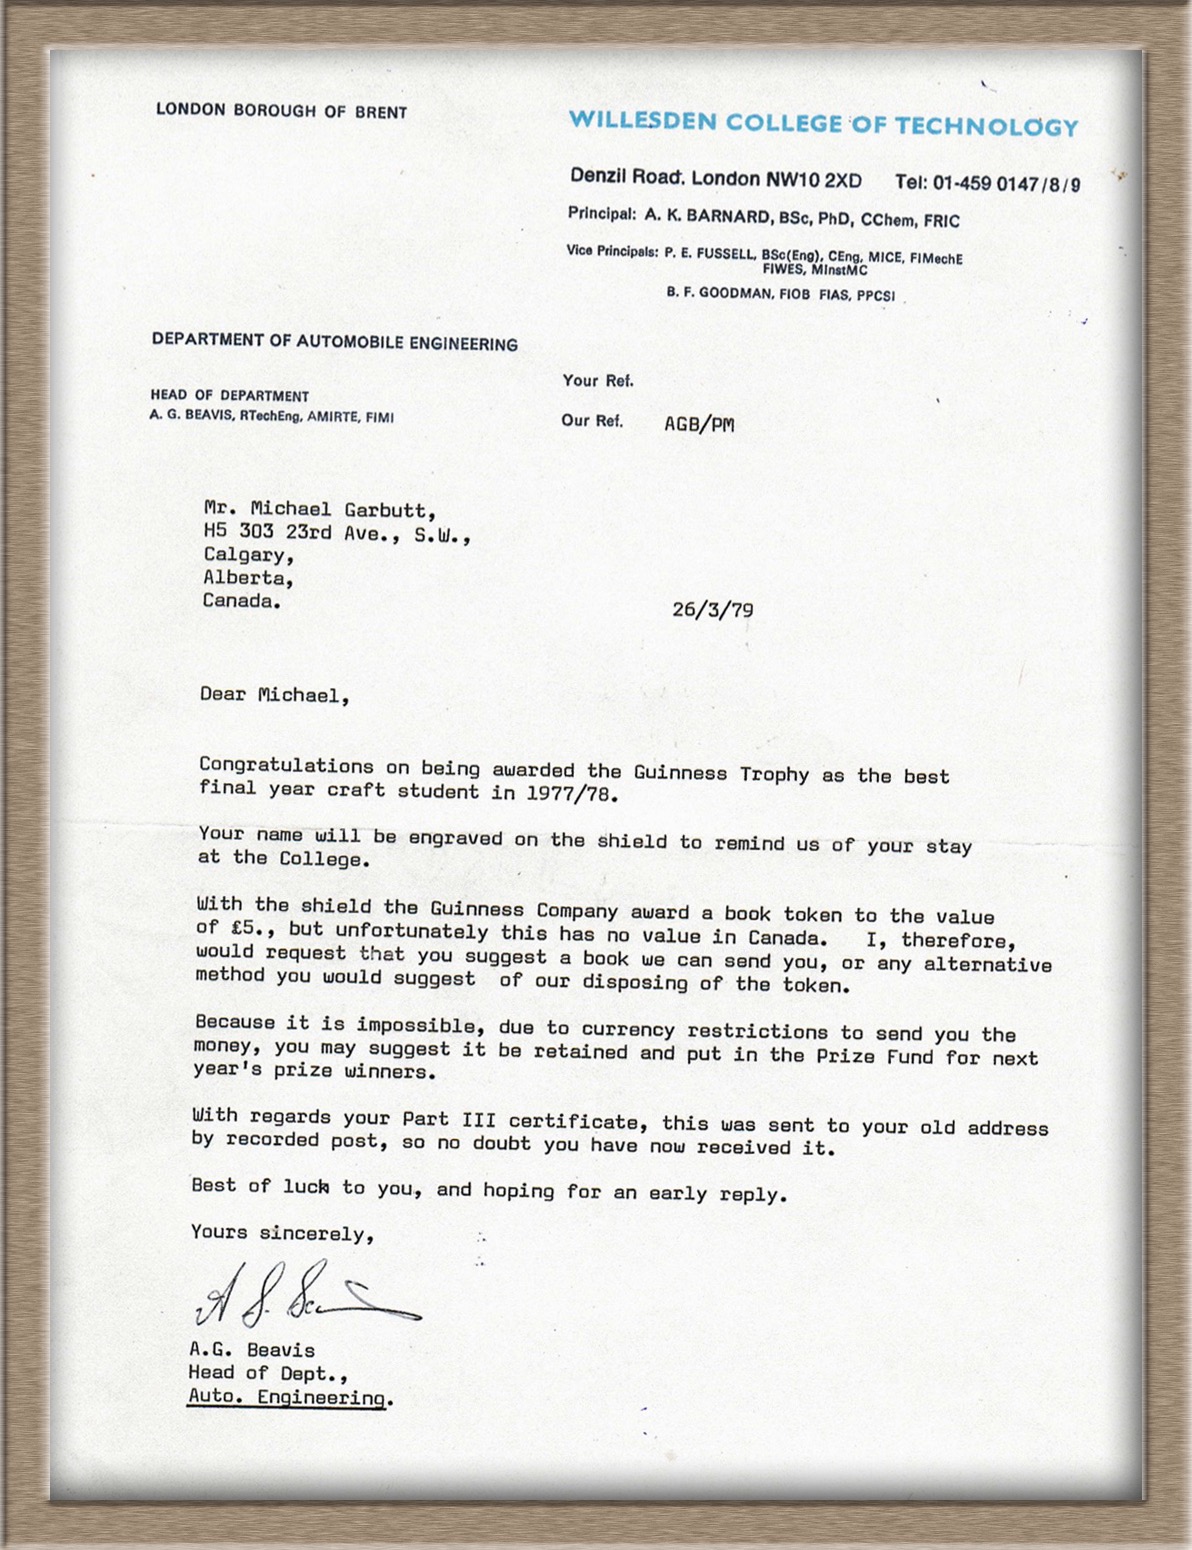 LONDON BOROUGH OF BRENT
WILLESDEN COLLEGE OF TECHNOLOGY
Denzil Road. London NW10 2XD Tel: 01-459 0147/8/9
Principal: A. K. BARNARD, BSc, PhD, CChem, FRIC
Vice Principals: P. E. FUSSELL, BSc(Eng), CEng, MICE, FIMechE
FIWES, MInstMC
B. F. GOODMAN, FIOB FIAS, PPCSI
DEPARTMENT OF AUTOMOBILE ENGINEERING
HEAD OF DEPARTMENT
A. G. BEAVIS, RTechEng, AMIRTE, FIMI
Your Ref.
Our Ref. AGB/PM
Mr. Michael Garbutt,
H5 303 23rd Ave., S.W.,
Calgary,
Alberta,
Canada.
26/3/79
Dear Michael,
Congratulations on being awarded the Guinness Trophy as the best
final year craft student in 1977/78.
Your name will be engraved on the shield to remind us of your stay
at the College.
With the shield the Guinness Company award a book token to the value
of £5., but unfortunately this has no value in Canada. I, therefore,
would request that you suggest a book we can send you, or any alternative
method you would suggest of our disposing of the token.
Because it is impossible, due to currency restrictions to send you the
money, you may suggest it be retained and put in the Prize Fund for next
year's prize winners.
With regards your Part III certificate, this was sent to your old address
by recorded post, so no doubt you have now received it.
Best of luck to you, and hoping for an early reply.
Yours sincerely,
A.G. Beavis
Head of Dept.,
Auto. Engineering.